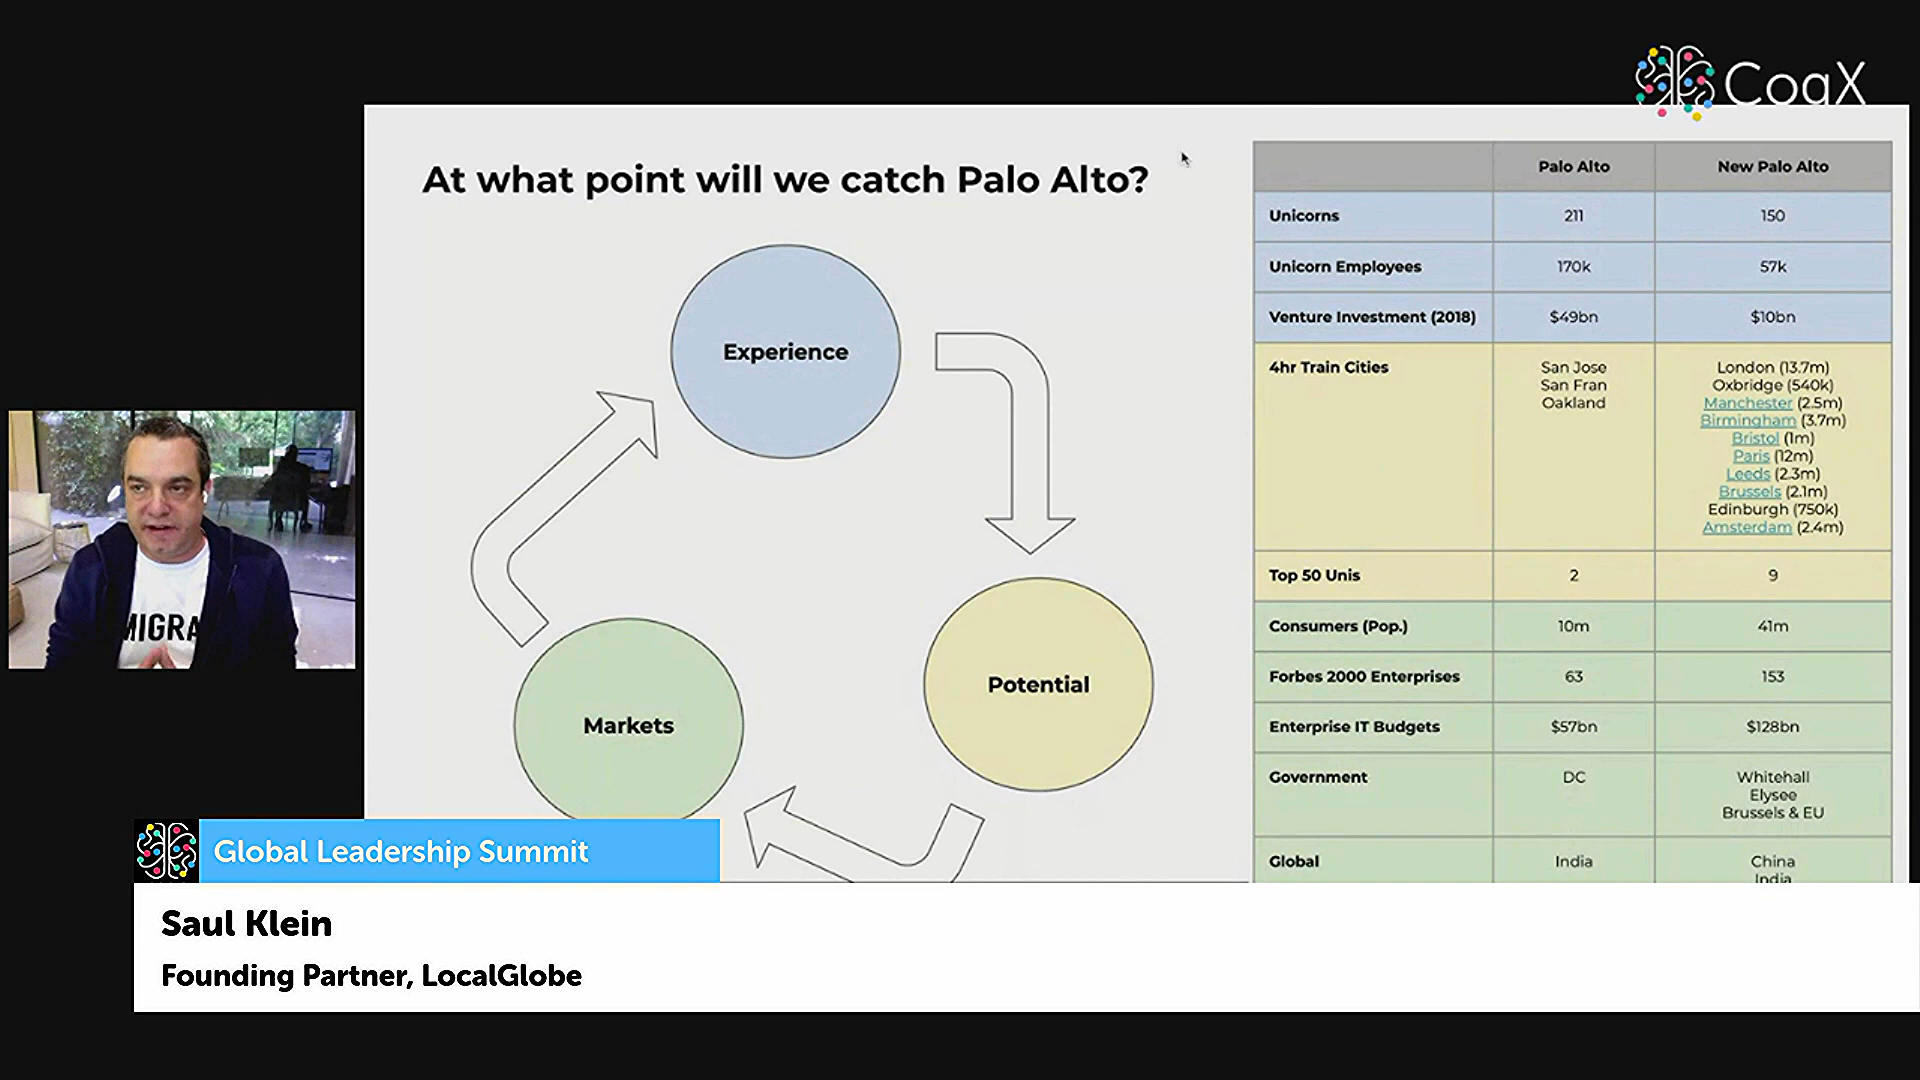 CogX
At what point will we catch Palo Alto?
Experience
Potential
Markets
Palo Alto New Palo Alto
Unicorns 211 150
Unicorn Employees 170k 57k
Venture Investment (2018) $49bn $10bn
4hr Train Cities San Jose London (13.7m)
San Fran Oxbridge (540k)
Oakland Manchester (2.5m)
Birmingham (3.7m)
Bristol (1m)
Paris (12m)
Leeds (2.3m)
Brussels (2.1m)
Edinburgh (750k)
Amsterdam (2.4m)
Top 50 Unis 2 9
Consumers (Pop.) 10m 41m
Forbes 2000 Enterprises 63 153
Enterprise IT Budgets $57bn $128bn
Government DC Whitehall
Elysee
Brussels & EU
Global India China
India
MIGRA
Global Leadership Summit
Saul Klein
Founding Partner, LocalGlobe